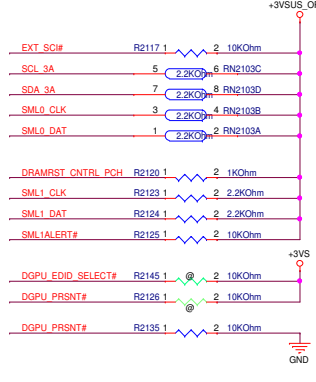 +3VSUS_OR
EXT_SCI# R2117 1 2 10KOhm
SCL_3A 5 2.2KOhm 6 RN2103C
SDA_3A 7 2.2KOhm 8 RN2103D
SML0_CLK 3 2.2KOhm 4 RN2103B
SML0_DAT 1 2.2KOhm 2 RN2103A
DRAMRST_CNTRL_PCH R2120 1 2 1KOhm
SML1_CLK R2123 1 2 2.2KOhm
SML1_DAT R2124 1 2 2.2KOhm
SML1ALERT# R2125 1 2 10KOhm
+3VS
DGPU_EDID_SELECT# R2145 1 @ 2 10KOhm
DGPU_PRSNT# R2126 1 2 10KOhm
@
DGPU_PRSNT# R2135 1 2 10KOhm
GND